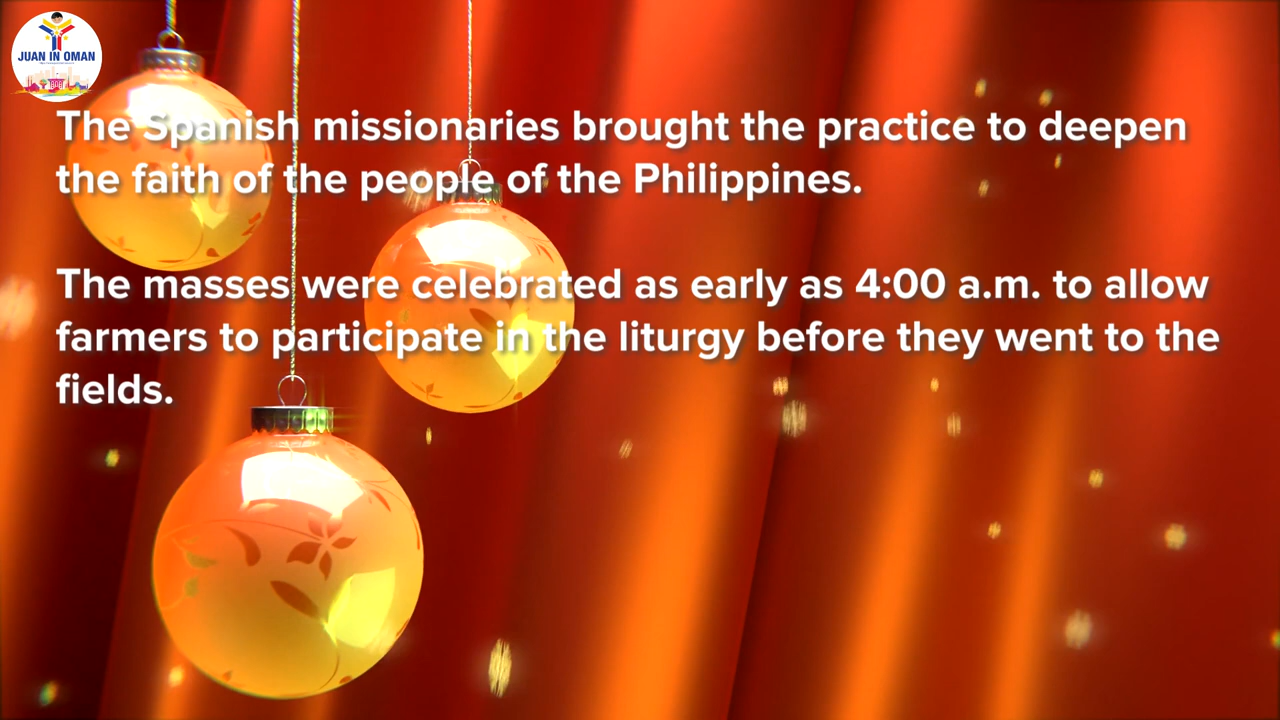 JUAN IN OMAN
The Spanish missionaries brought the practice to deepen
the faith of the people of the Philippines.
The masses were celebrated as early as 4:00 a.m. to allow
farmers to participate in the liturgy before they went to the
fields.